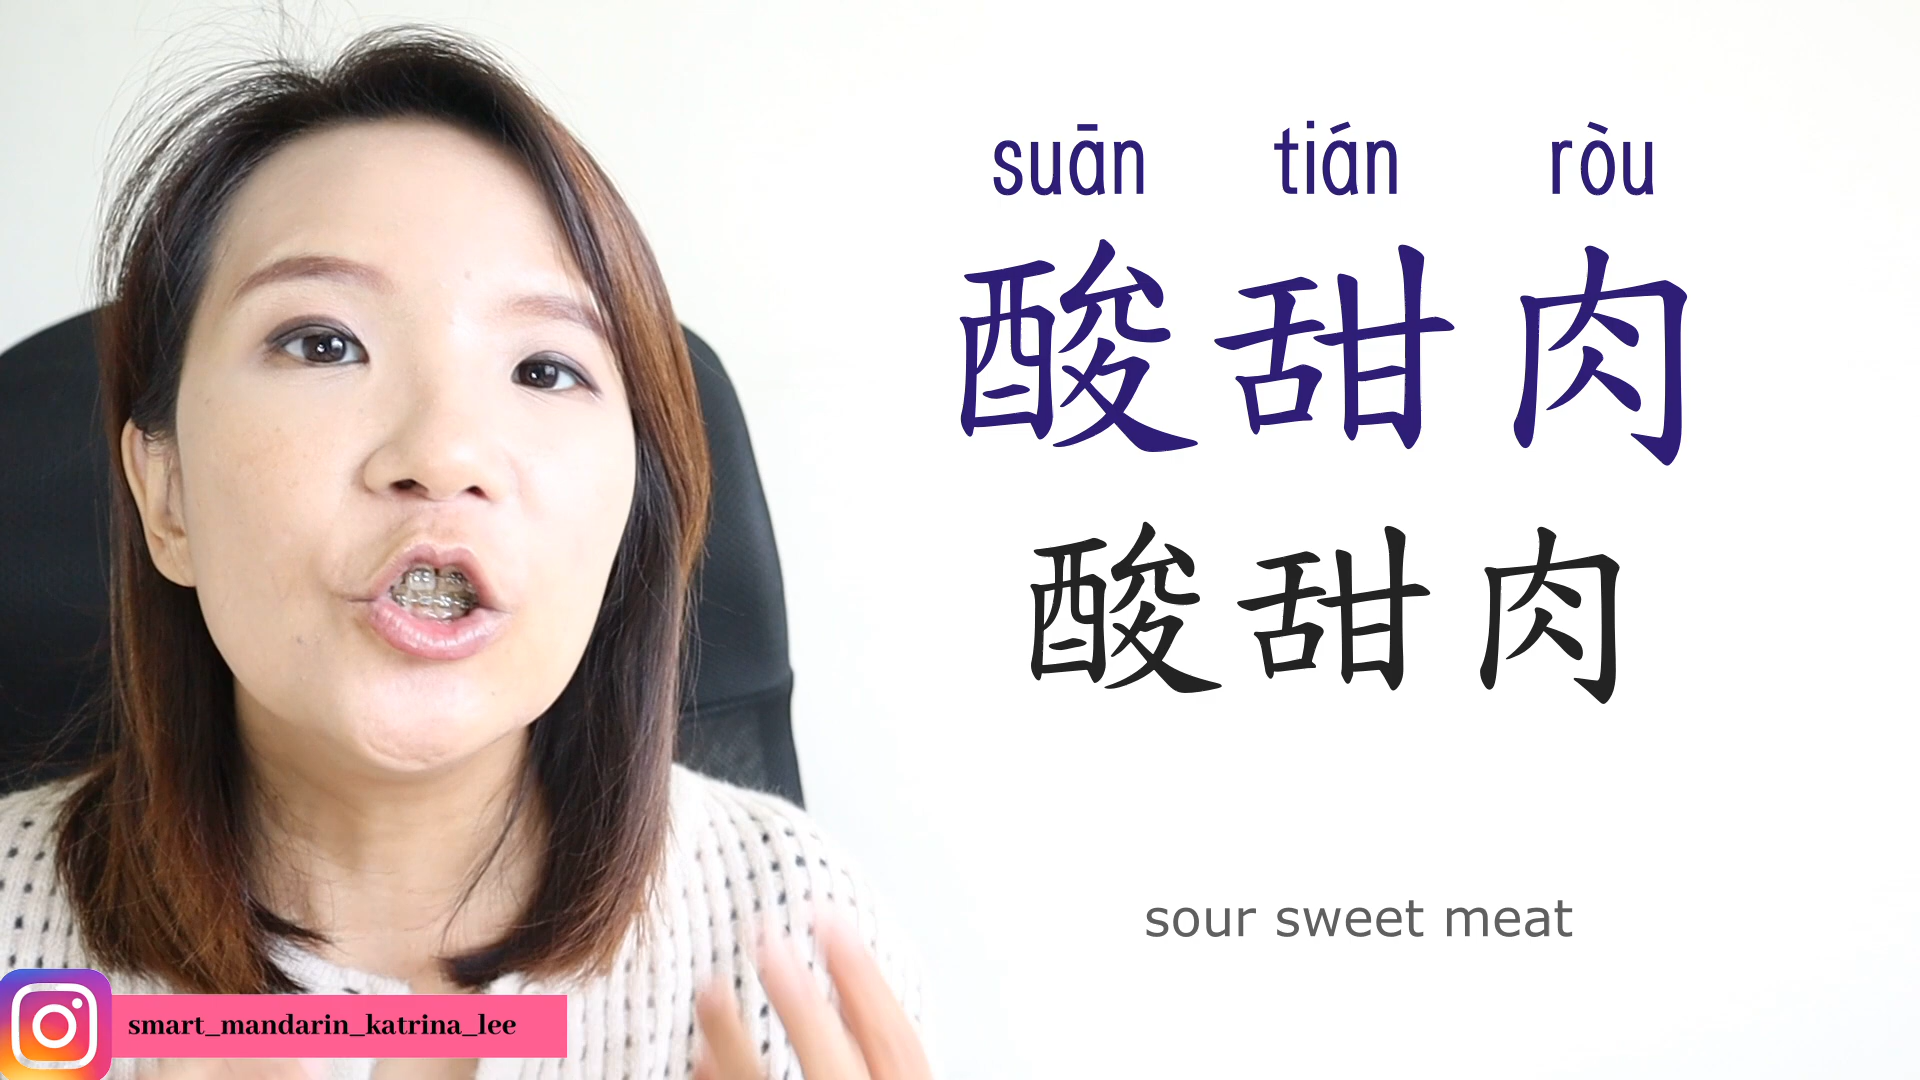 suān tián ròu
酸甜肉
酸甜肉
sour sweet meat
smart_mandarin_katrina_lee